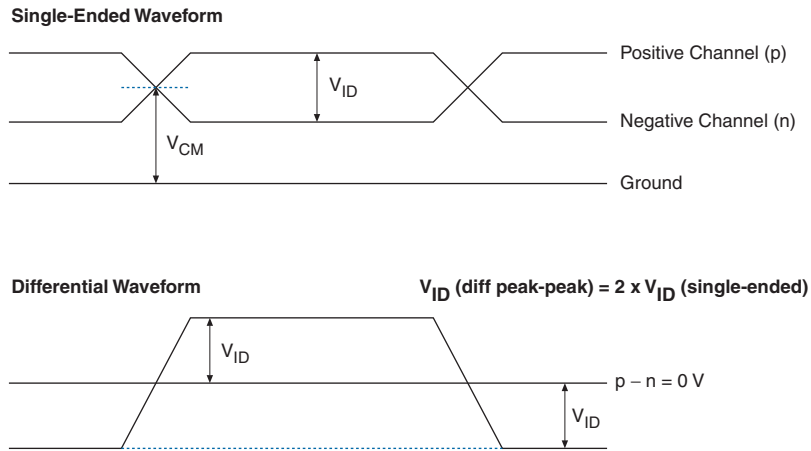 Single-Ended Waveform
Positive Channel (p)
V_ID
Negative Channel (n)
V_CM
Ground
Differential Waveform
V_ID (diff peak-peak) = 2 x V_ID (single-ended)
V_ID
p – n = 0 V
V_ID